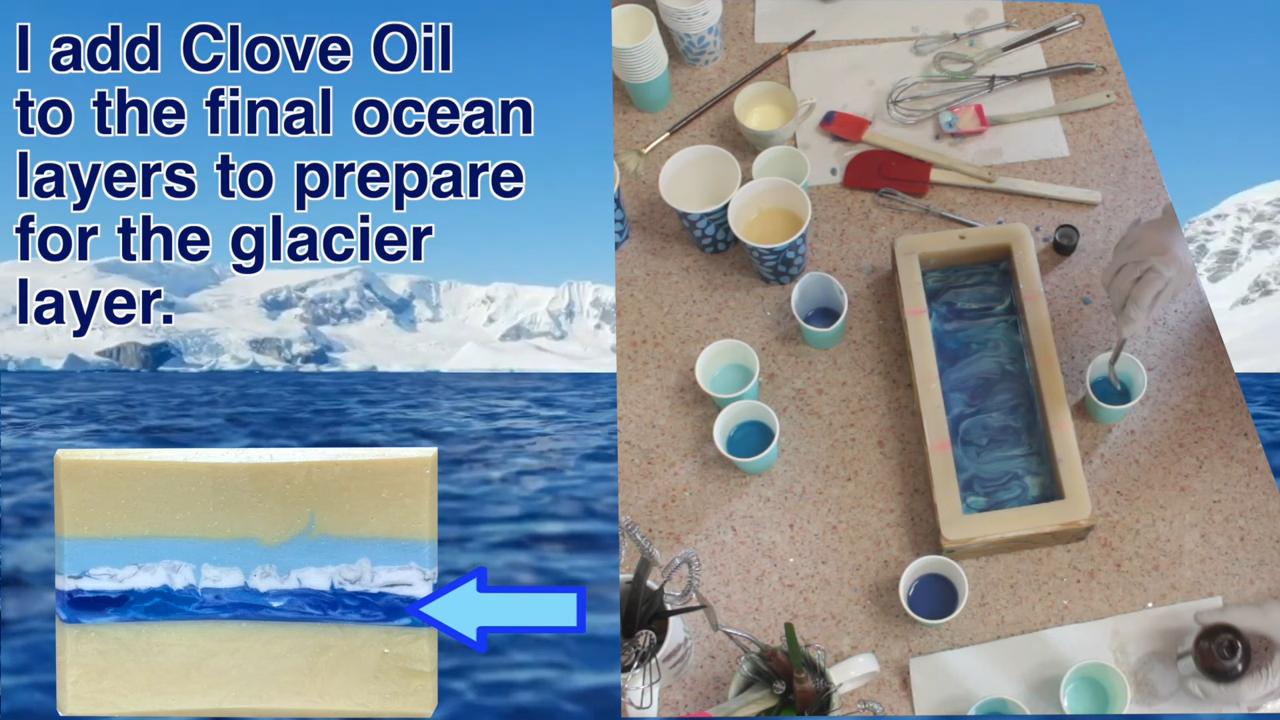 I add Clove Oil
to the final ocean
layers to prepare
for the glacier
layer.